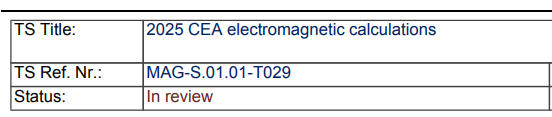 TS Title: 2025 CEA electromagnetic calculations
TS Ref. Nr.: MAG-S.01.01-T029
Status: In review